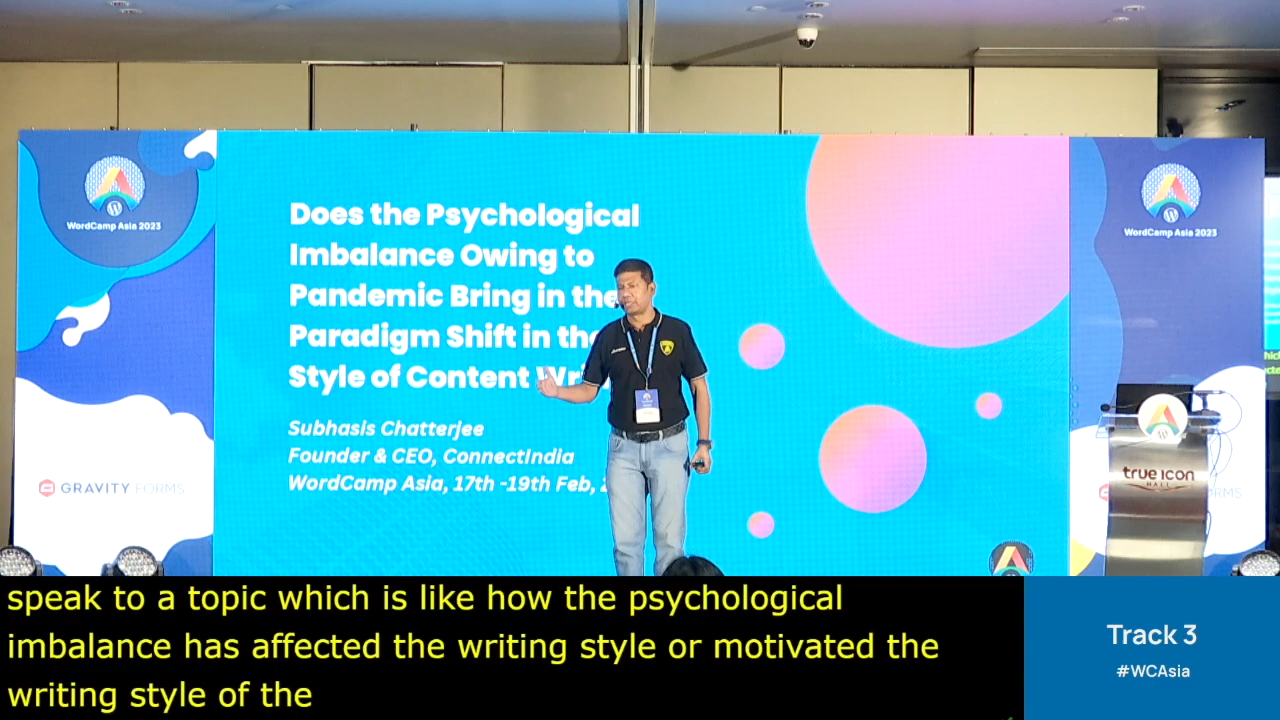 WordCamp Asia 2023
WordCamp Asia 2023
Does the Psychological
Imbalance Owing to
Pandemic Bring in the
Paradigm Shift in the
Style of Content
Subhasis Chatterjee
Founder & CEO, ConnectIndia
WordCamp Asia, 17th -19th Feb,
GRAVITY FORMS
true icon
HALL
speak to a topic which is like how the psychological
imbalance has affected the writing style or motivated the
writing style of the
Track 3
#WCAsia